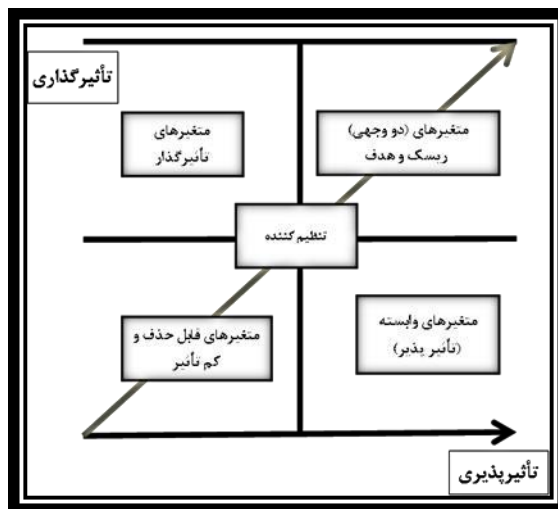 تأثیرگذاری
متغیرهای (دو وجهی)
ریسک و هدف
متغیرهای
تأثیرگذار
تنظیم کننده
متغیرهای وابسته
(تأثیر پذیر)
متغیرهای قابل حذف و
کم تأثیر
تأثیرپذیری